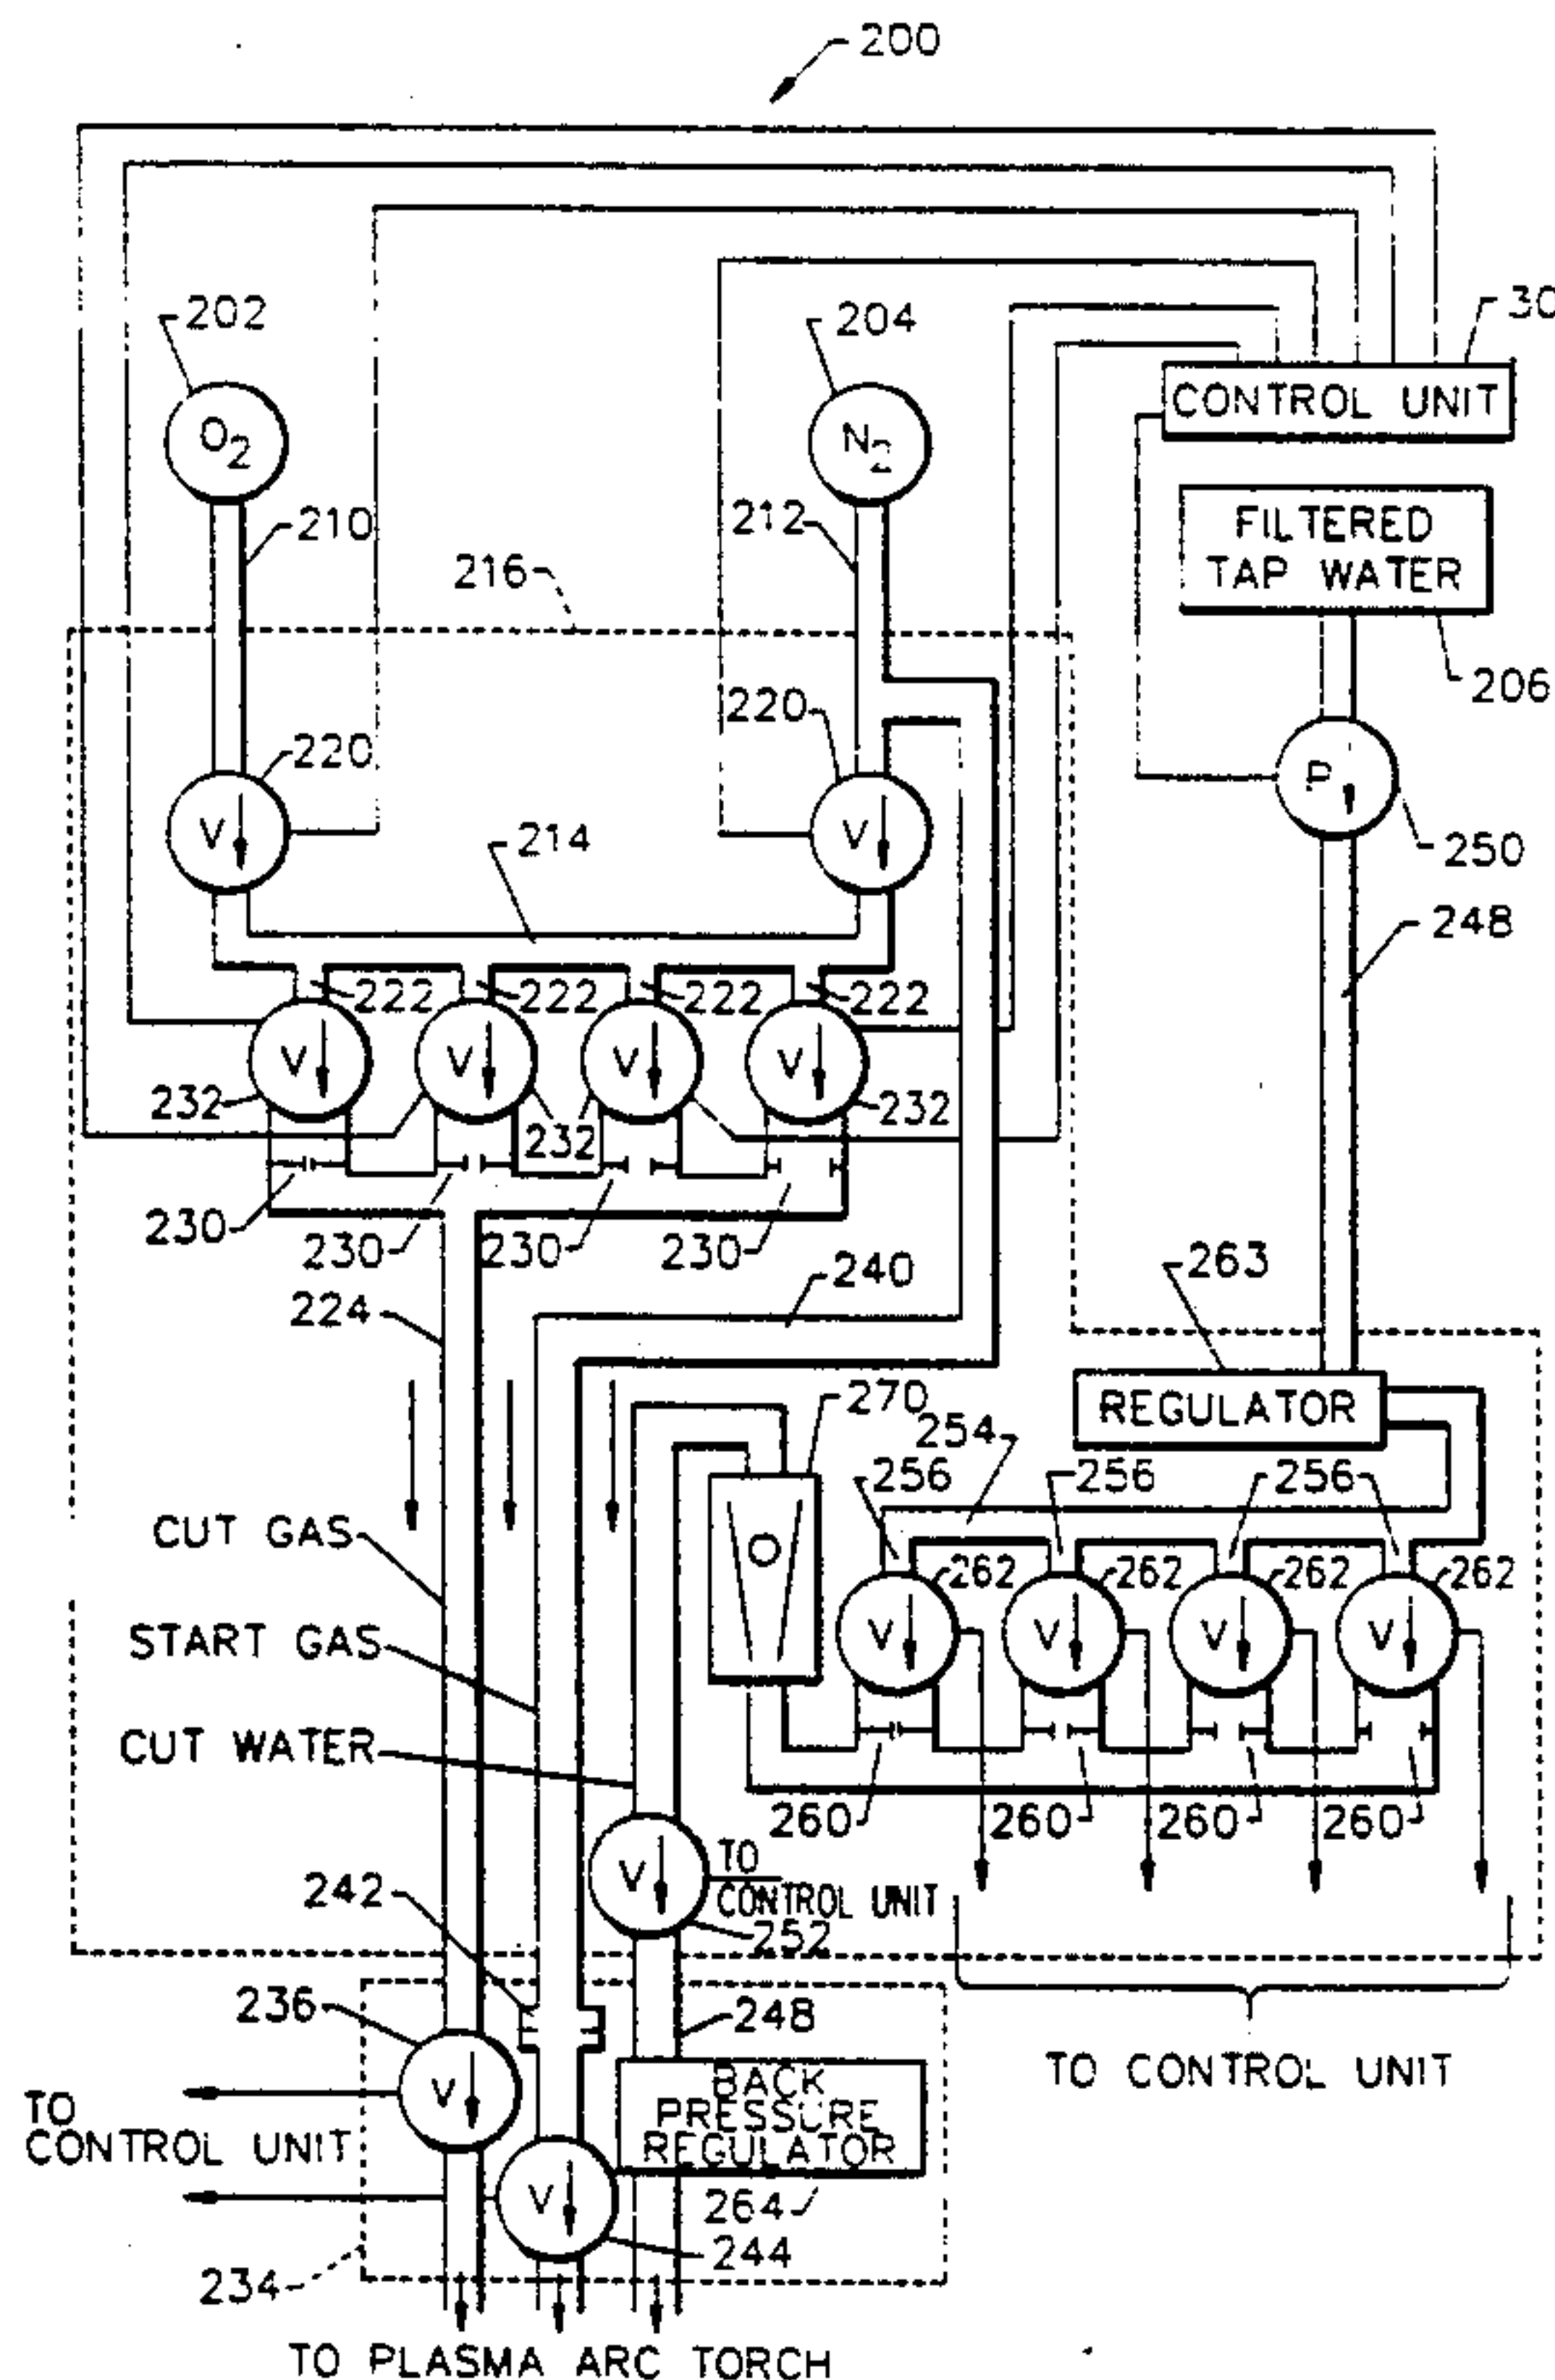 200
202
204
30
O2
N2
CONTROL UNIT
210
212
FILTERED
TAP WATER
216
206
220
220
P
V
V
250
214
248
222
222
222
222
V
V
V
V
232
232
232
230
230
230
230
240
263
224
270
REGULATOR
254
256
256
256
CUT GAS
262
262
262
262
START GAS
V
V
V
V
CUT WATER
260
260
260
260
V
TO
CONTROL UNIT
242
252
236
248
TO CONTROL UNIT
V
BACK
PRESSURE
REGULATOR
TO
CONTROL UNIT
V
264
244
234
TO PLASMA ARC TORCH